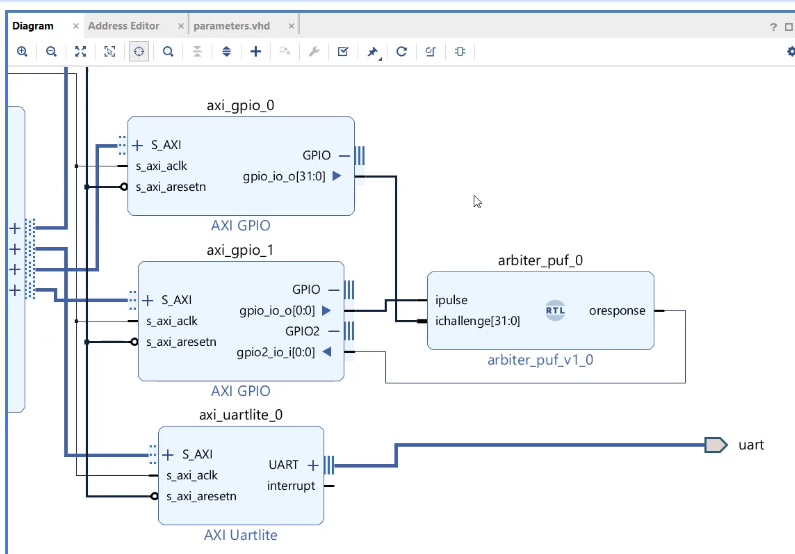 Diagram × Address Editor × parameters.vhd ×
? 
axi_gpio_0
S_AXI
GPIO
s_axi_aclk
gpio_io_o[31:0]
s_axi_aresetn
AXI GPIO
axi_gpio_1
GPIO
S_AXI
gpio_io_o[0:0]
s_axi_aclk
GPIO2
s_axi_aresetn
gpio2_io_i[0:0]
AXI GPIO
arbiter_puf_0
ipulse
RTL
oresponse
ichallenge[31:0]
arbiter_puf_v1_0
axi_uartlite_0
S_AXI
UART
s_axi_aclk
interrupt
s_axi_aresetn
AXI Uartlite
uart